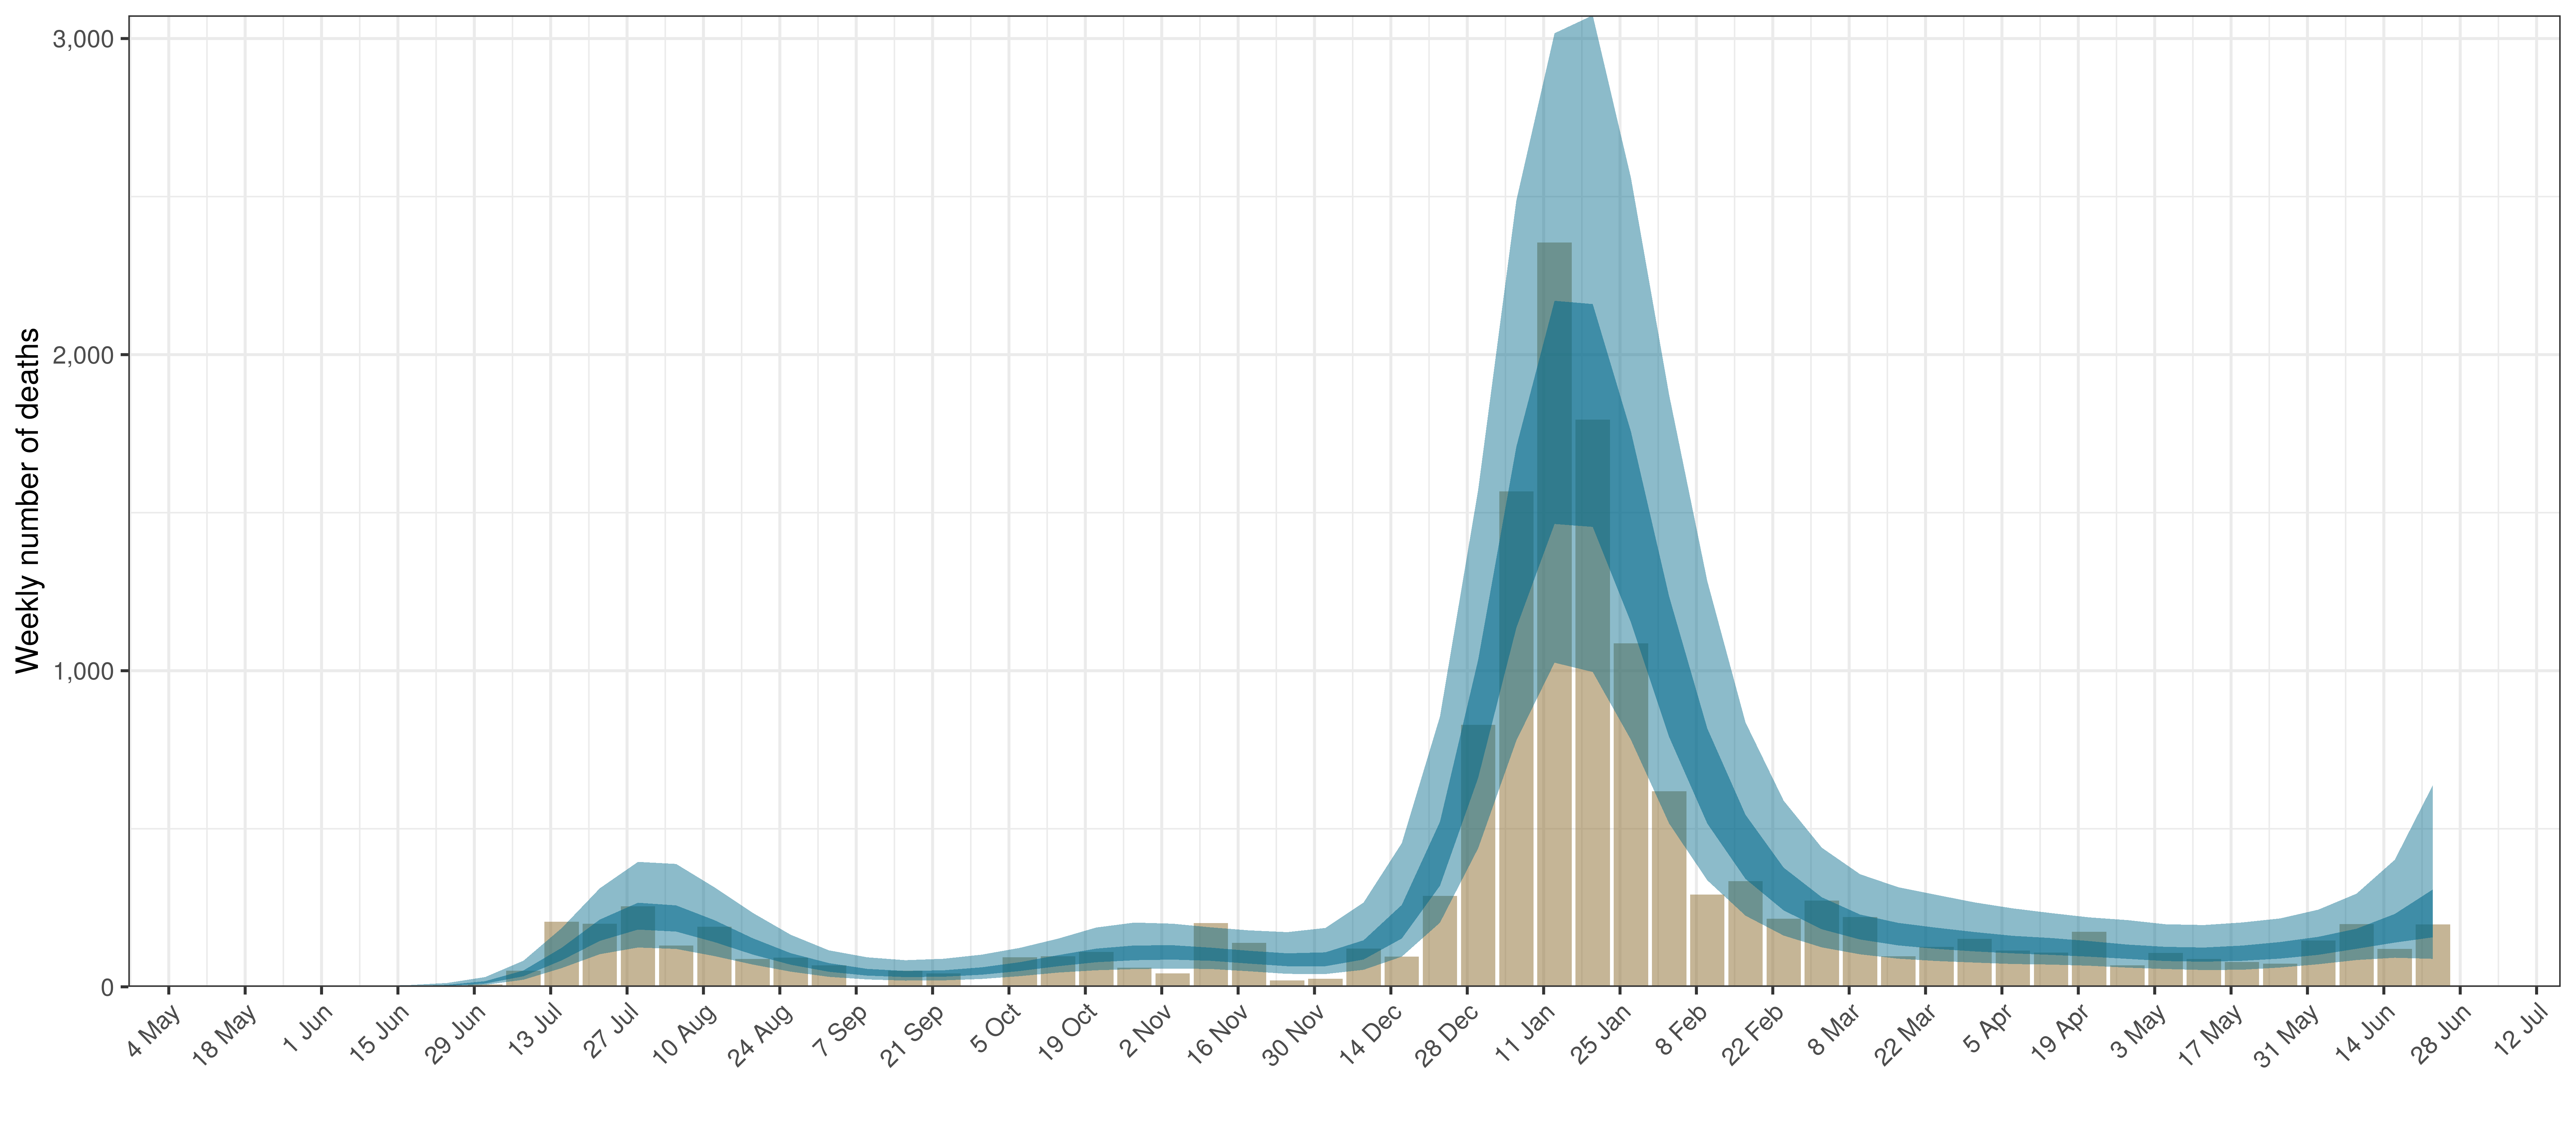 Weekly number of deaths
3,000
2,000
1,000
0
4 May
18 May
1 Jun
15 Jun
29 Jun
13 Jul
27 Jul
10 Aug
24 Aug
7 Sep
21 Sep
5 Oct
19 Oct
2 Nov
16 Nov
30 Nov
14 Dec
28 Dec
11 Jan
25 Jan
8 Feb
22 Feb
8 Mar
22 Mar
5 Apr
19 Apr
3 May
17 May
31 May
14 Jun
28 Jun
12 Jul